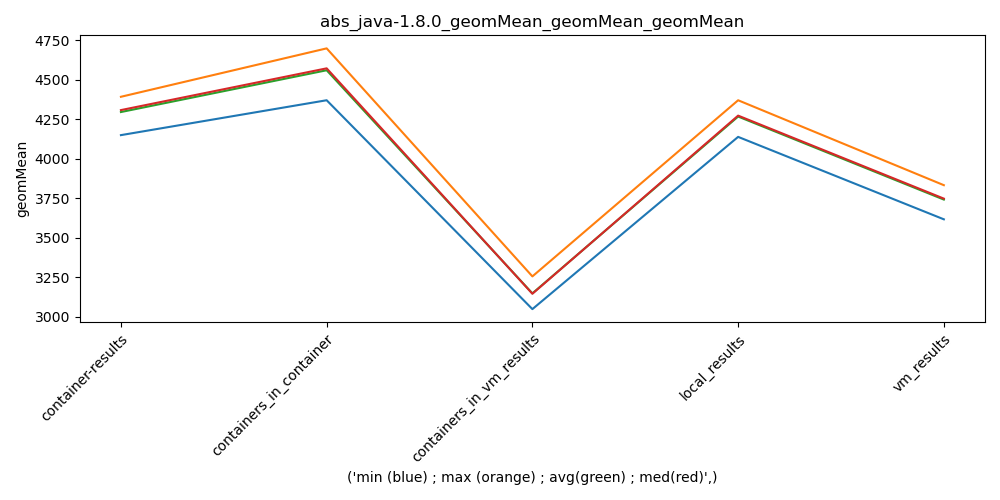 abs_java-1.8.0_geomMean_geomMean_geomMean
geomMean
4750
4500
4250
4000
3750
3500
3250
3000
container-results
containers_in_container
containers_in_vm_results
local_results
vm_results
('min (blue) ; max (orange) ; avg(green) ; med(red)',)